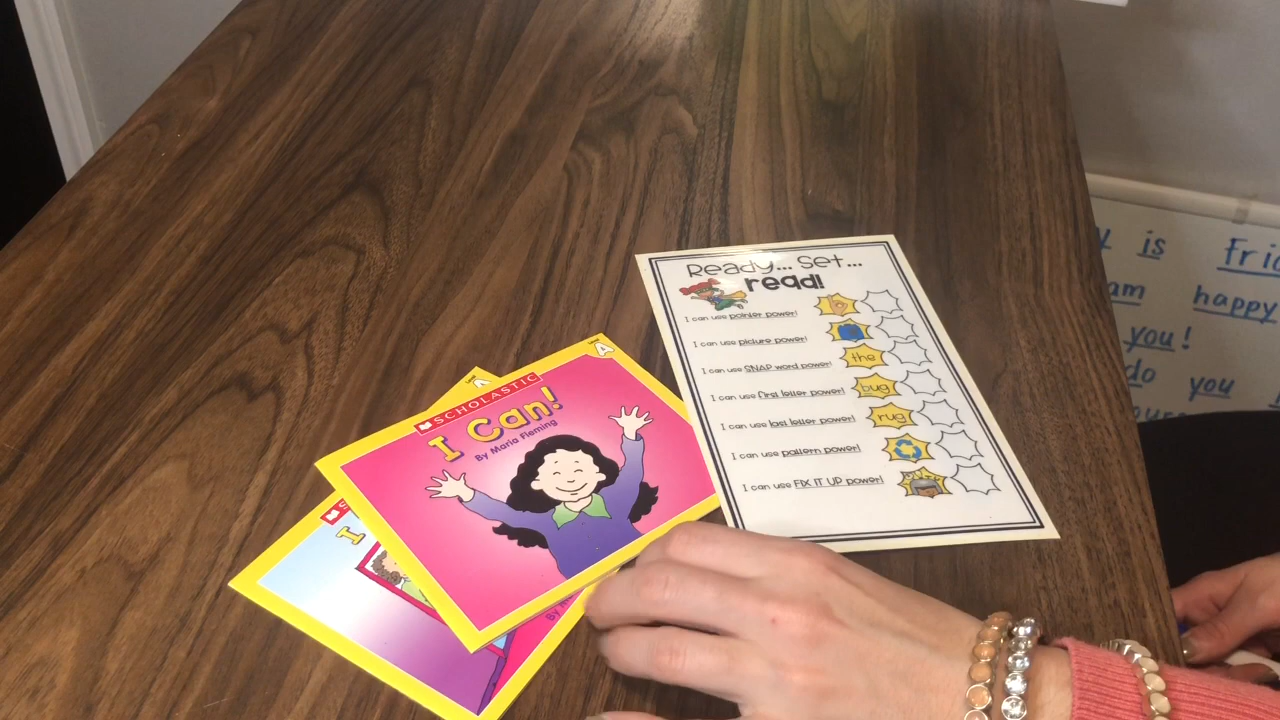 Ready... Set...
read!
I can use pointer power!
I can use picture power!
I can use SNAP word power!
the
I can use first letter power!
bug
I can use last letter power!
rug
I can use pattern power!
I can use FIX IT UP power!
A
SCHOLASTIC
I Can!
By Maria Fleming
I
By
is
am happy
you!
do you